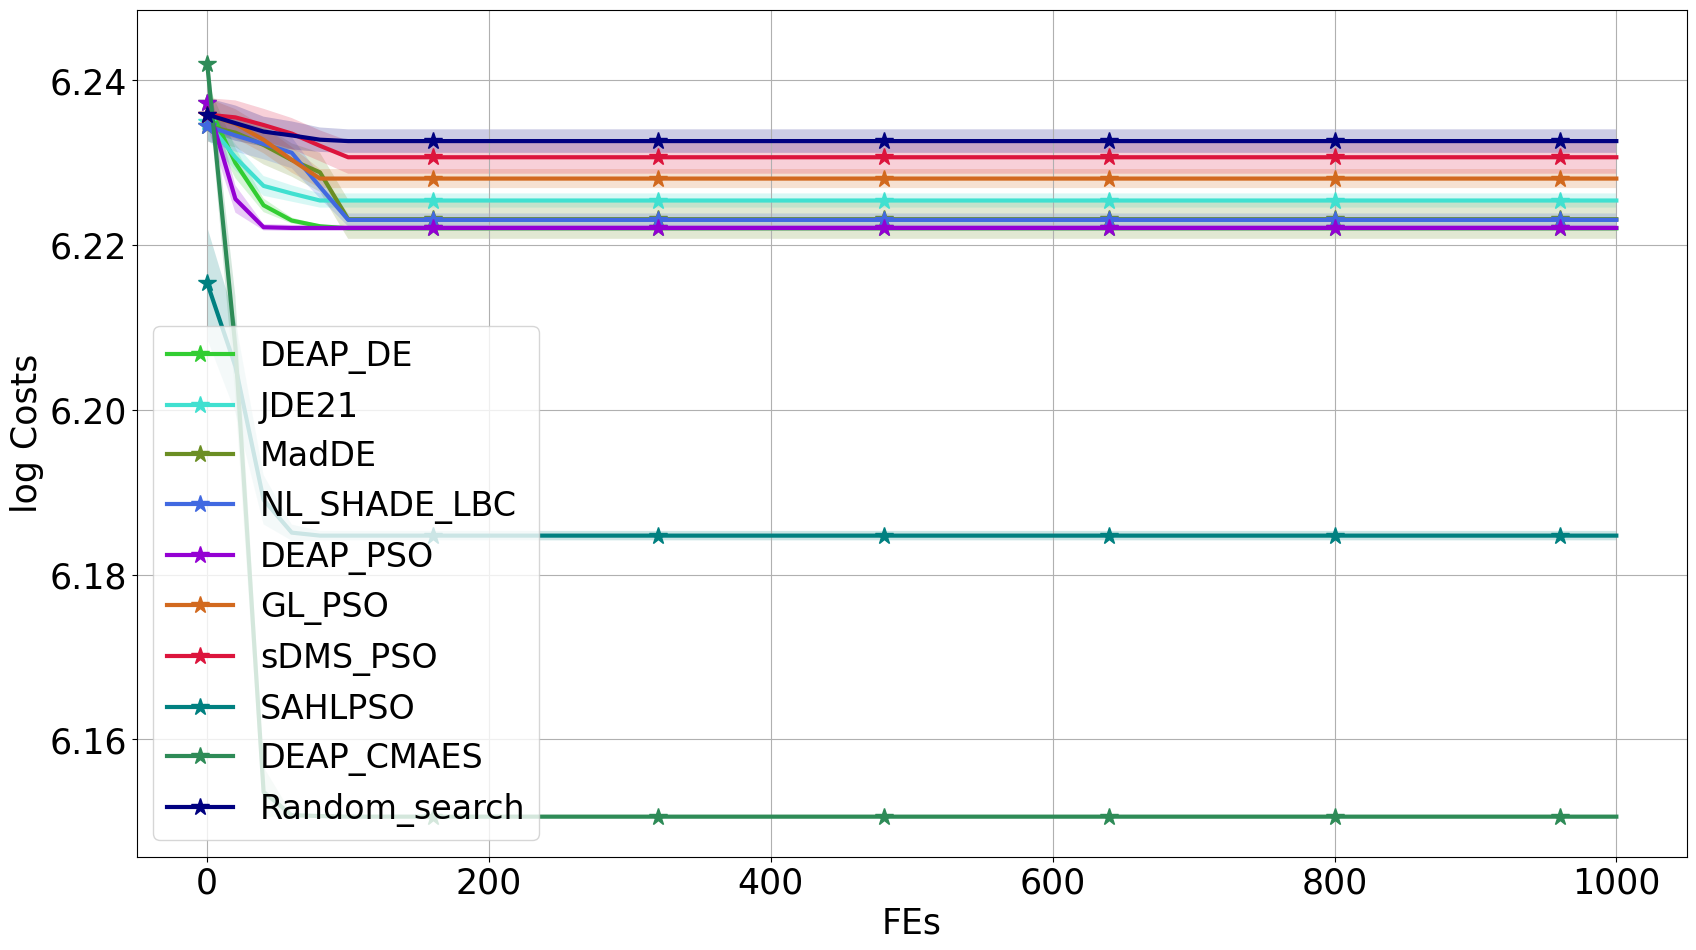 log Costs
6.24
6.22
6.20
6.18
6.16
DEAP_DE
JDE21
MadDE
NL_SHADE_LBC
DEAP_PSO
GL_PSO
sDMS_PSO
SAHLPSO
DEAP_CMAES
Random_search
0
200
400
600
800
1000
FEs